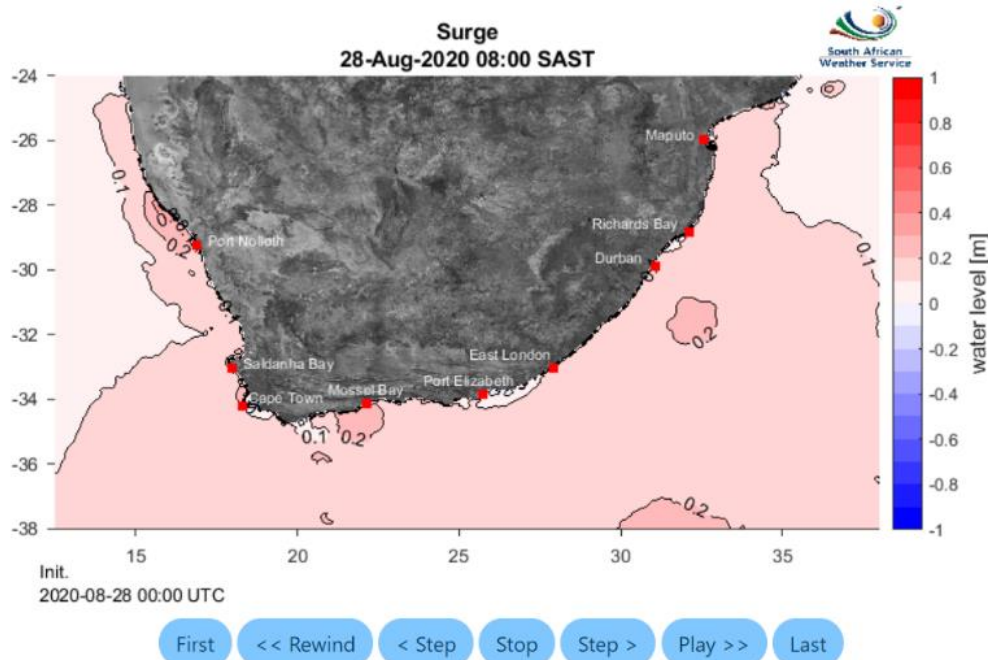 Surge
28-Aug-2020 08:00 SAST
South African
Weather Service
-24
-26
-28
-30
-32
-34
-36
-38
15
20
25
30
35
Maputo
Richards Bay
Durban
East London
Port Elizabeth
Mossel Bay
Cape Town
Saldanha Bay
Port Nolloth
0.1
0.2
0.1
0.2
0.1
0.2
0.2
1
0.8
0.6
0.4
0.2
0
-0.2
-0.4
-0.6
-0.8
-1
water level [m]
Init.
2020-08-28 00:00 UTC
First
<< Rewind
< Step
Stop
Step >
Play >>
Last